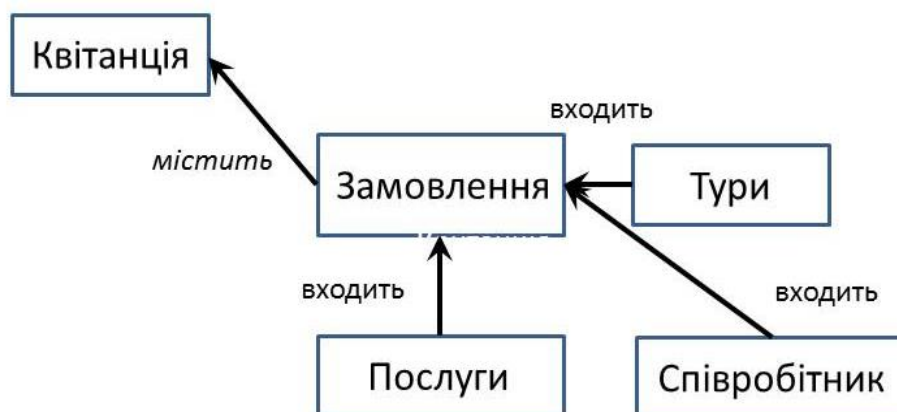 Квітанція
входить
містить
Замовлення
Тури
входить
входить
Послуги
Співробітник